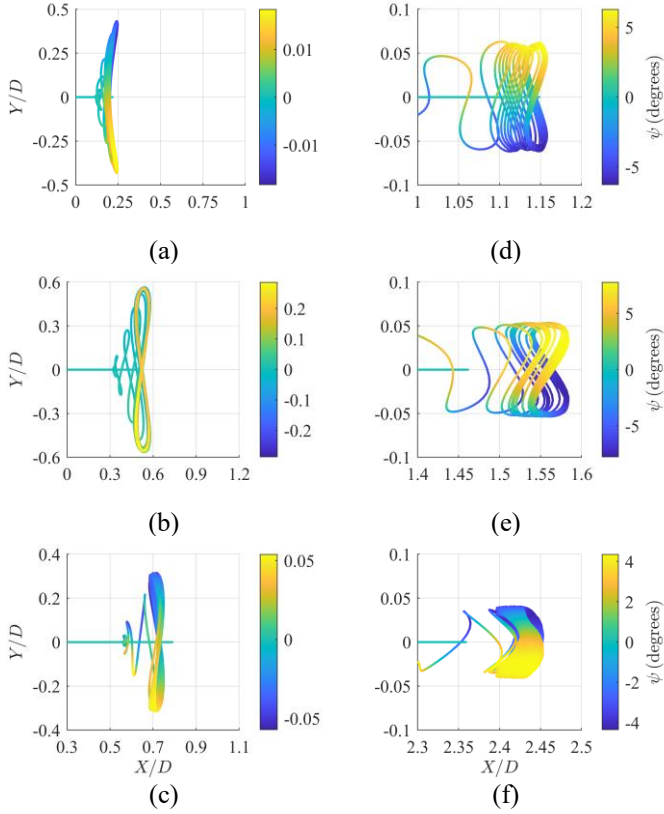 0.5
0.25
0
-0.25
-0.5
Y/D
0 0.25 0.5 0.75 1
0.01
0
-0.01
(a)
0.1
0.05
0
-0.05
-0.1
1 1.05 1.1 1.15 1.2
5
0
-5
ψ (degrees)
(d)
0.6
0.3
0
-0.3
-0.6
Y/D
0 0.3 0.6 0.9 1.2
0.2
0.1
0
-0.1
-0.2
(b)
0.1
0.05
0
-0.05
-0.1
1.4 1.45 1.5 1.55 1.6
5
0
-5
ψ (degrees)
(e)
0.4
0.2
0
-0.2
-0.4
Y/D
0.3 0.5 0.7 0.9 1.1
X/D
0.05
0
-0.05
(c)
0.1
0.05
0
-0.05
-0.1
2.3 2.35 2.4 2.45 2.5
X/D
4
2
0
-2
-4
ψ (degrees)
(f)